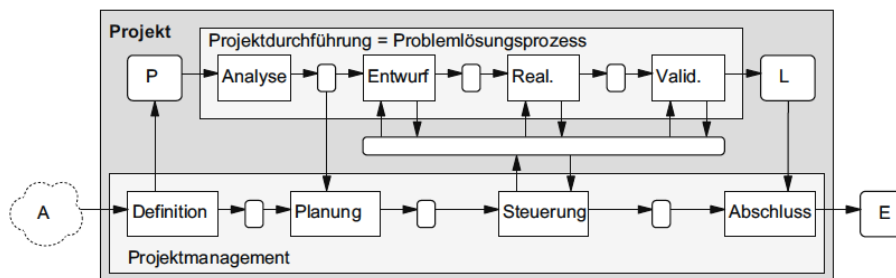 Projekt
Projektdurchführung = Problemlösungsprozess
P
Analyse
Entwurf
Real.
Valid.
L
A
Definition
Planung
Steuerung
Abschluss
E
Projektmanagement